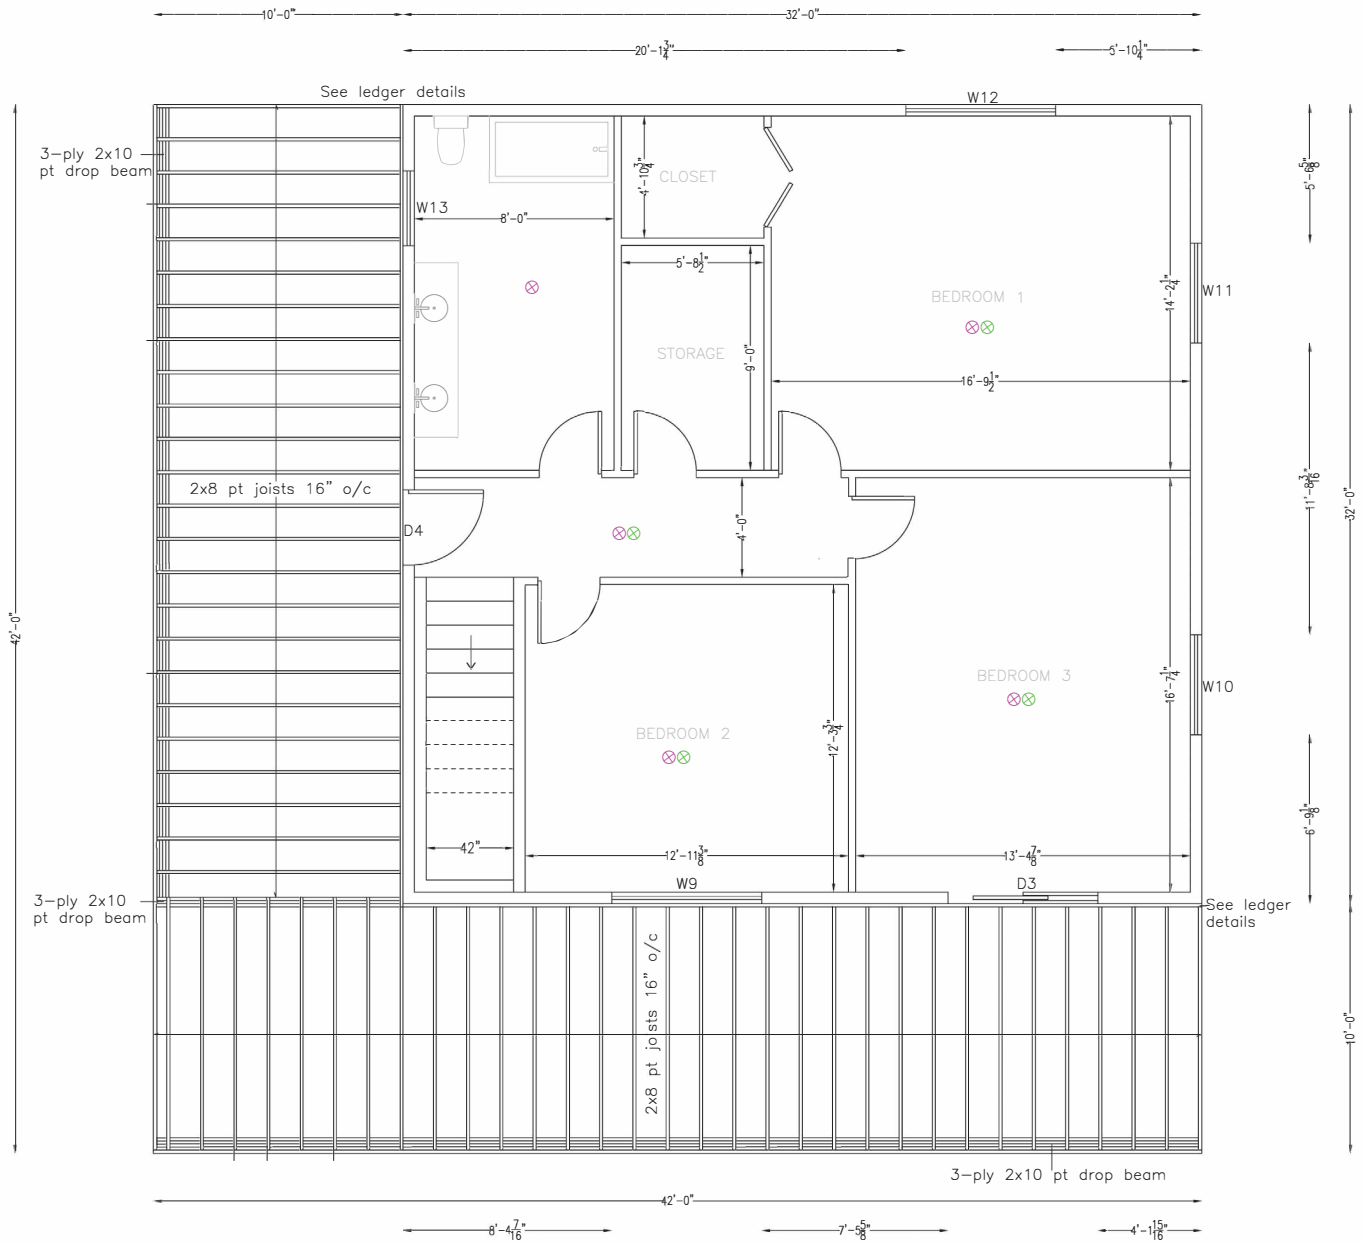 10'-0"
32'-0"
20'-1 3/4"
5'-10 1/4"
See ledger details
W12
3-ply 2x10
pt drop beam
4'-10 3/4"
CLOSET
5'-6 5/8"
W13
8'-0"
5'-8 1/2"
14'-2 1/4"
W11
BEDROOM 1
STORAGE
9'-0"
16'-9 1/2"
2x8 pt joists 16" o/c
11'-8 3/16"
32'-0"
D4
4'-0"
42'-0"
BEDROOM 3
16'-7 1/4"
W10
BEDROOM 2
12'-3 3/4"
6'-9 1/8"
42"
12'-11 3/8"
13'-4 7/8"
W9
D3
3-ply 2x10
pt drop beam
See ledger
details
2x8 pt joists 16" o/c
10'-0"
3-ply 2x10 pt drop beam
42'-0"
8'-4 7/16"
7'-5 5/8"
4'-1 15/16"